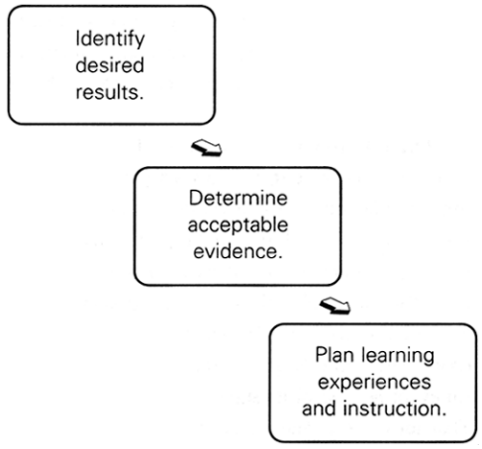 Identify
desired
results.
Determine
acceptable
evidence.
Plan learning
experiences
and instruction.